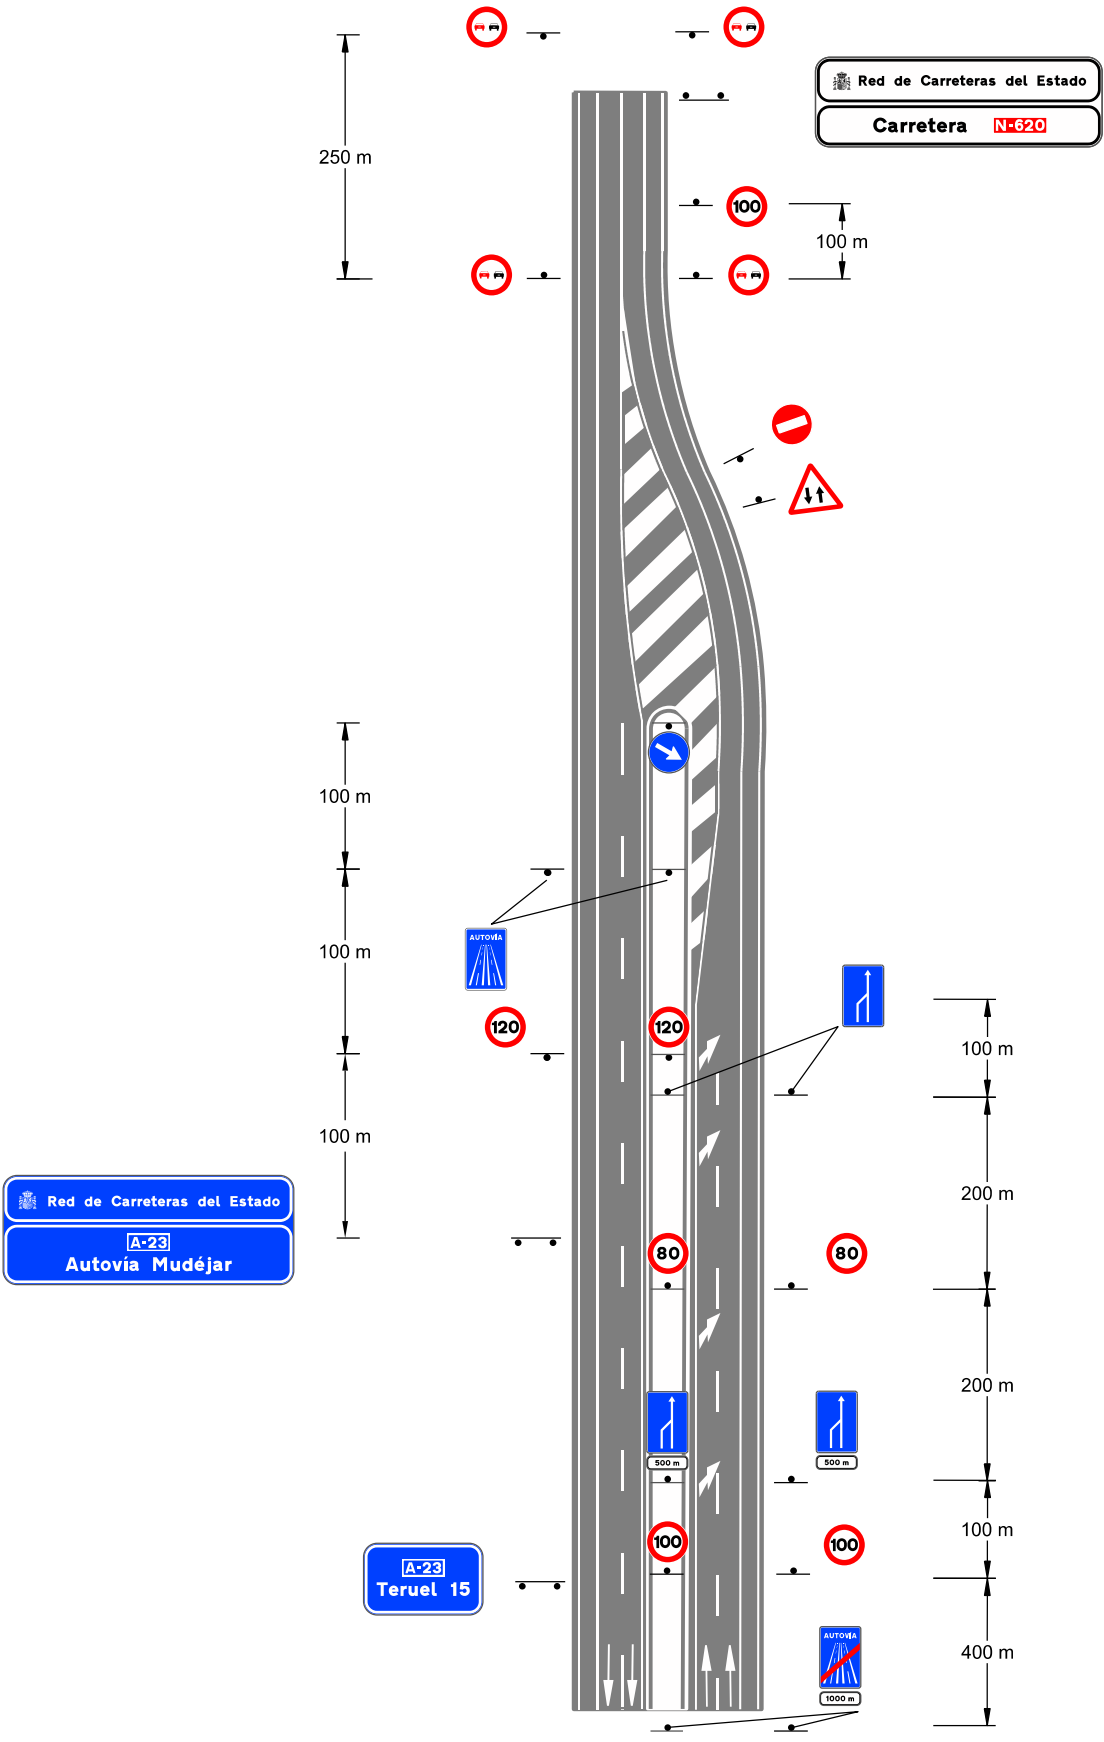 Red de Carreteras del Estado
Carretera N-620
250 m
100
100 m
100 m
AUTOVÍA
100 m
120
120
100 m
100 m
Red de Carreteras del Estado
A-23
Autovía Mudéjar
200 m
80
80
200 m
500 m
500 m
100
100
100 m
A-23
Teruel 15
AUTOVÍA
1000 m
400 m